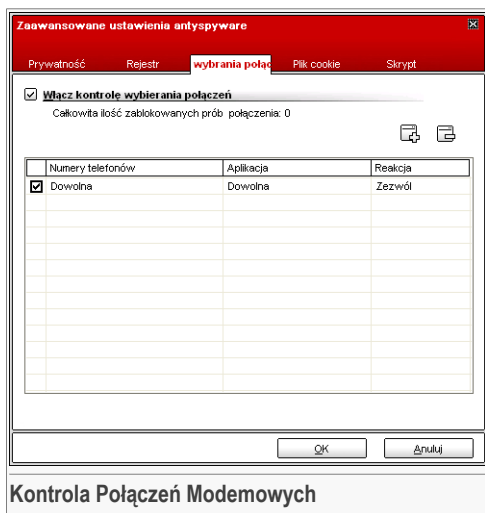 Zaawansowane ustawienia antyspyware
Prywatność Rejestr wybrania połąc Plik cookie Skrypt
Włącz kontrolę wybierania połączeń
Całkowita ilość zablokowanych prób połączenia: 0
Numery telefonów Aplikacja Reakcja
Dowolna Dowolna Zezwól
OK Anuluj
Kontrola Połączeń Modemowych